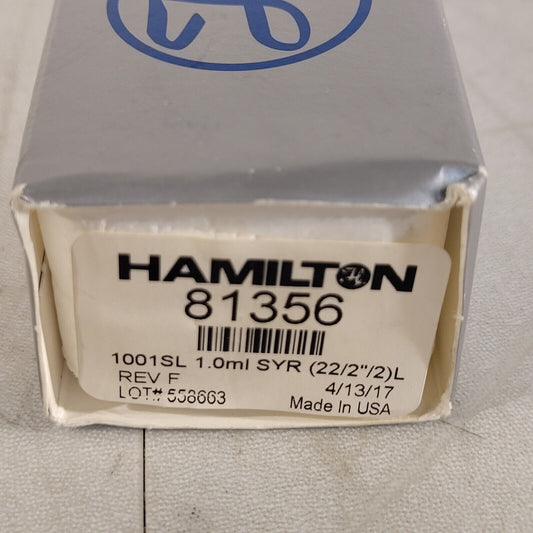 HAMILTON
81356
1001SL 1.0ml SYR (22/2"/2)L
REV F 4/13/17
LOT# 558663 Made In USA